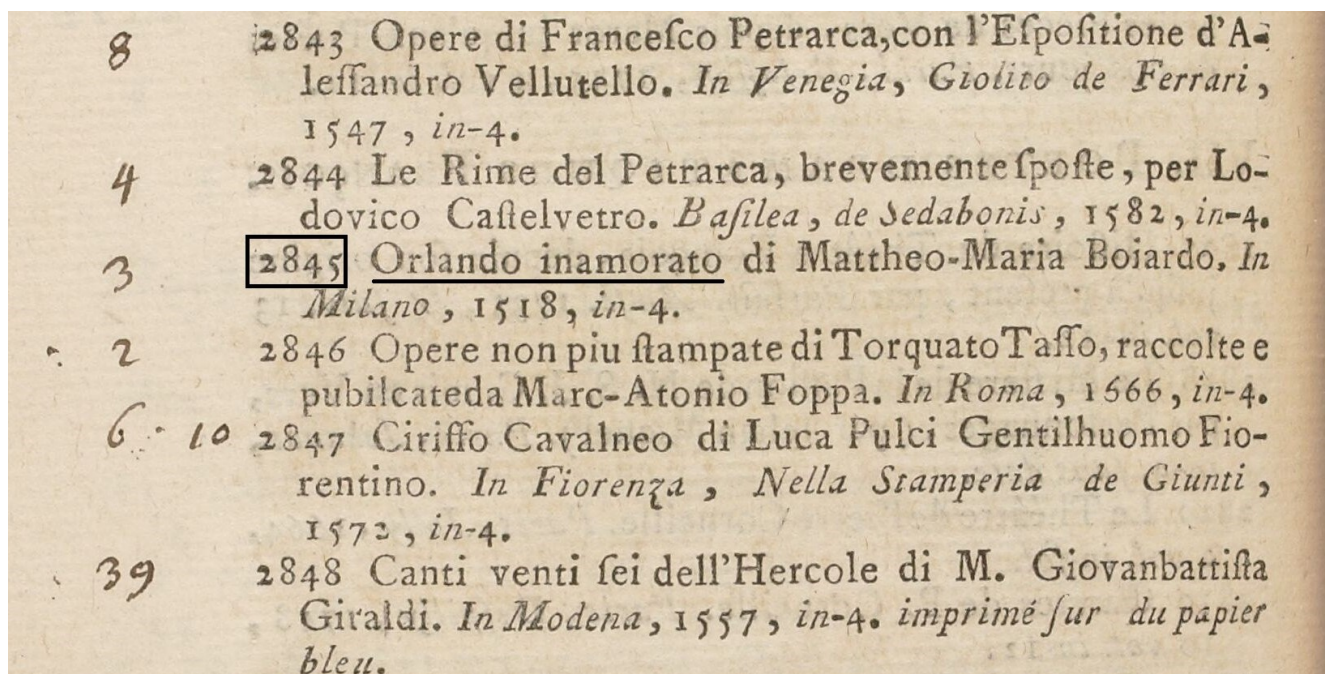 8 2843 Opere di Franceſco Petrarca,con l'Eſpoſitione d'A-
leſſandro Vellutello. In Venegia, Giolito de Ferrari,
1547, in-4.
4 2844 Le Rime del Petrarca, brevemente ſpoſte, per Lo-
dovico Caſtelvetro. Baſilea, de Sedabonis, 1582, in-4.
3 2845 Orlando inamorato di Mattheo-Maria Boiardo. In
Milano, 1518, in-4.
2 2846 Opere non piu ſtampate di Torquato Taſſo, raccolte e
pubilcateda Marc-Atonio Foppa. In Roma, 1666, in-4.
6 · 10 2847 Ciriffo Cavalneo di Luca Pulci Gentilhuomo Fio-
rentino. In Fiorenza, Nella Stamperia de Giunti,
1572, in-4.
39 2848 Canti venti ſei dell'Hercole di M. Giovanbattiſta
Giraldi. In Modena, 1557, in-4. imprimé ſur du papier
bleu.